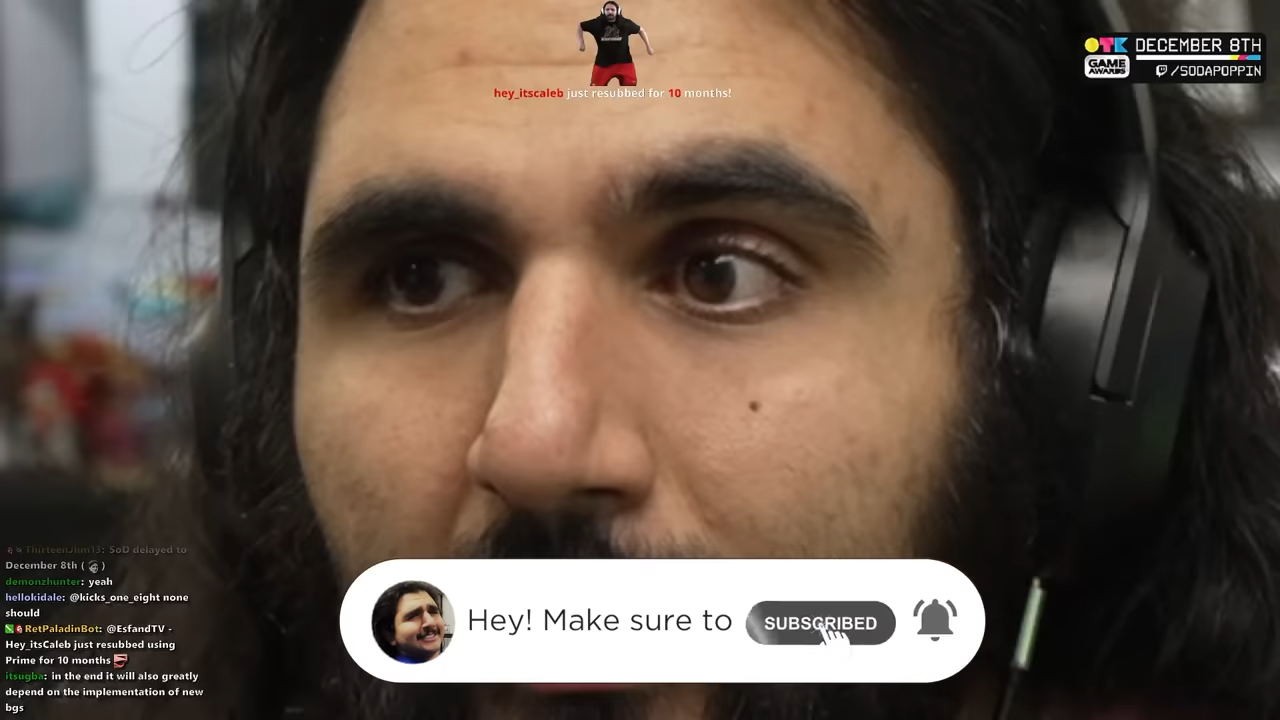 OTK
GAME
AWARDS
DECEMBER 8TH
/SODAPOPPIN
hey_itscaleb just resubbed for 10 months!
ThirteenJim13: SoD delayed to
December 8th ( )
demonzhunter: yeah
hellokidale: @kicks_one_eight none
should
RetPaladinBot: @EsfandTV -
Hey_itsCaleb just resubbed using
Prime for 10 months
itsugba: in the end it will also greatly
depend on the implementation of new
bgs
Hey! Make sure to
SUBSCRIBED